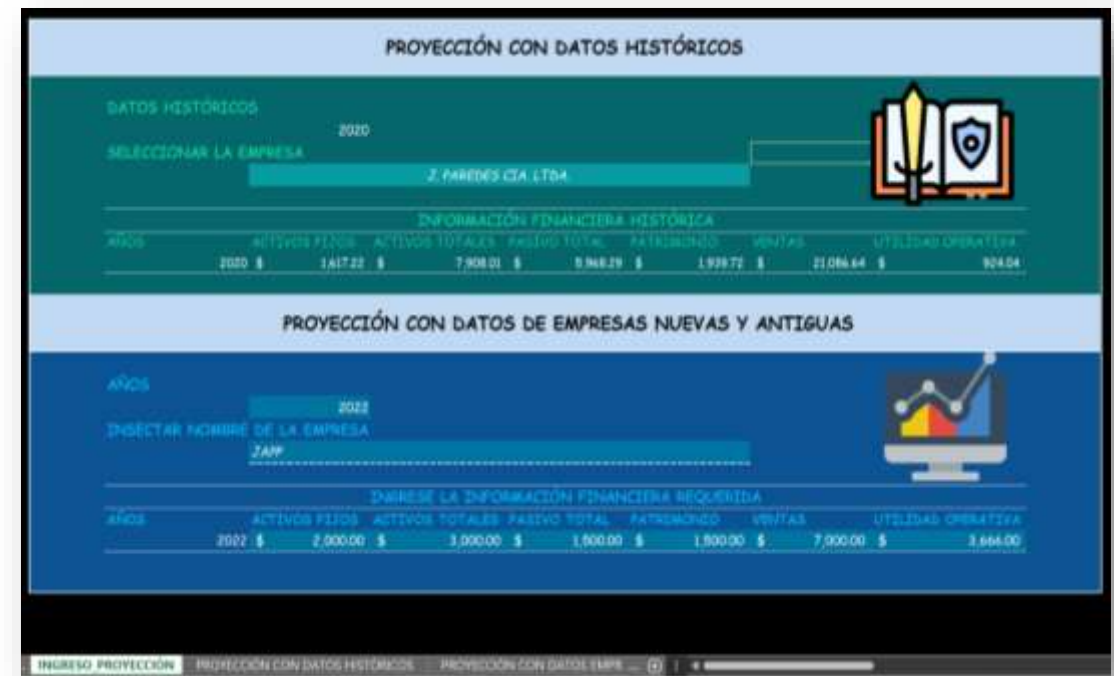 PROYECCIÓN CON DATOS HISTÓRICOS
DATOS HISTÓRICOS
2020
SELECCIONAR LA EMPRESA
J. PAREDES CIA. LTDA.
INFORMACIÓN FINANCIERA HISTÓRICA
AÑOS ACTIVOS FIJOS ACTIVOS TOTALES PASIVO TOTAL PATRIMONIO VENTAS UTILIDAD OPERATIVA
2020 $ 1,617.22 $ 7,908.01 $ 5,968.29 $ 1,939.72 $ 21,086.64 $ 924.04
PROYECCIÓN CON DATOS DE EMPRESAS NUEVAS Y ANTIGUAS
AÑOS
2022
INSECTAR NOMBRE DE LA EMPRESA
INGRESE LA INFORMACIÓN FINANCIERA REQUERIDA
AÑOS ACTIVOS FIJOS ACTIVOS TOTALES PASIVO TOTAL PATRIMONIO VENTAS UTILIDAD OPERATIVA
2022 $ 2,000.00 $ 3,000.00 $ 1,500.00 $ 1,500.00 $ 7,000.00 $ 3,666.00
INGRESO_PROYECCIÓN PROYECCIÓN CON DATOS HISTÓRICOS PROYECCIÓN CON DATOS EMPR ...